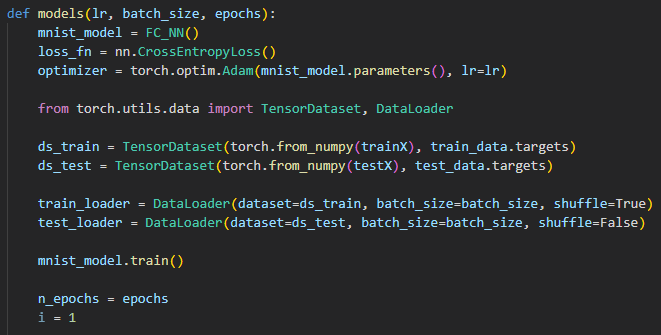 def models(lr, batch_size, epochs):
    mnist_model = FC_NN()
    loss_fn = nn.CrossEntropyLoss()
    optimizer = torch.optim.Adam(mnist_model.parameters(), lr=lr)
    from torch.utils.data import TensorDataset, DataLoader
    ds_train = TensorDataset(torch.from_numpy(trainX), train_data.targets)
    ds_test = TensorDataset(torch.from_numpy(testX), test_data.targets)
    train_loader = DataLoader(dataset=ds_train, batch_size=batch_size, shuffle=True)
    test_loader = DataLoader(dataset=ds_test, batch_size=batch_size, shuffle=False)
    mnist_model.train()
    n_epochs = epochs
    i = 1